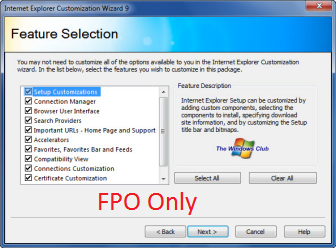 Internet Explorer Customization Wizard 9
Feature Selection
You may not need to customize all of the options available to you in the Internet Explorer Customization
wizard. In the list below, select the features you wish to customize in this package.
Setup Customizations
Connection Manager
Browser User Interface
Search Providers
Important URLs - Home Page and Support
Accelerators
Favorites, Favorites Bar and Feeds
Compatibility View
Connections Customization
Certificate Customization
Feature Description
Internet Explorer Setup can be customized by
adding custom components, selecting the
components to install, specifying download
site information, and by customizing the Setup
title bar and bitmaps.
The Windows Club
Select All
Clear All
FPO Only
< Back
Next >
Cancel
Help